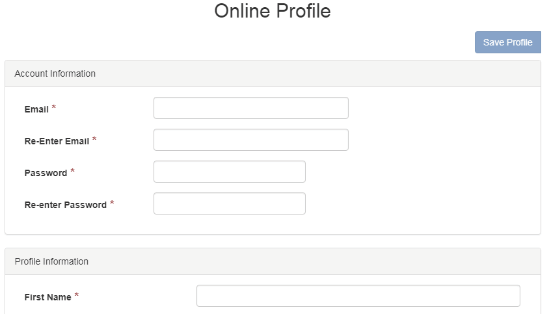 Online Profile
Save Profile
Account Information
Email *
Re-Enter Email *
Password *
Re-enter Password *
Profile Information
First Name *